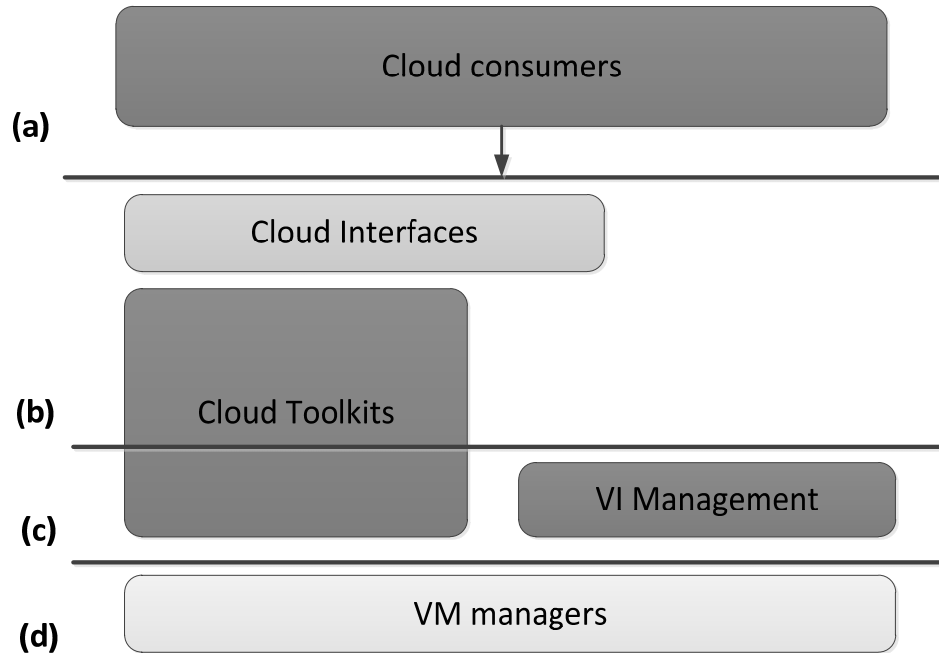 Cloud consumers
(a)
Cloud Interfaces
(b)
Cloud Toolkits
VI Management
(c)
VM managers
(d)